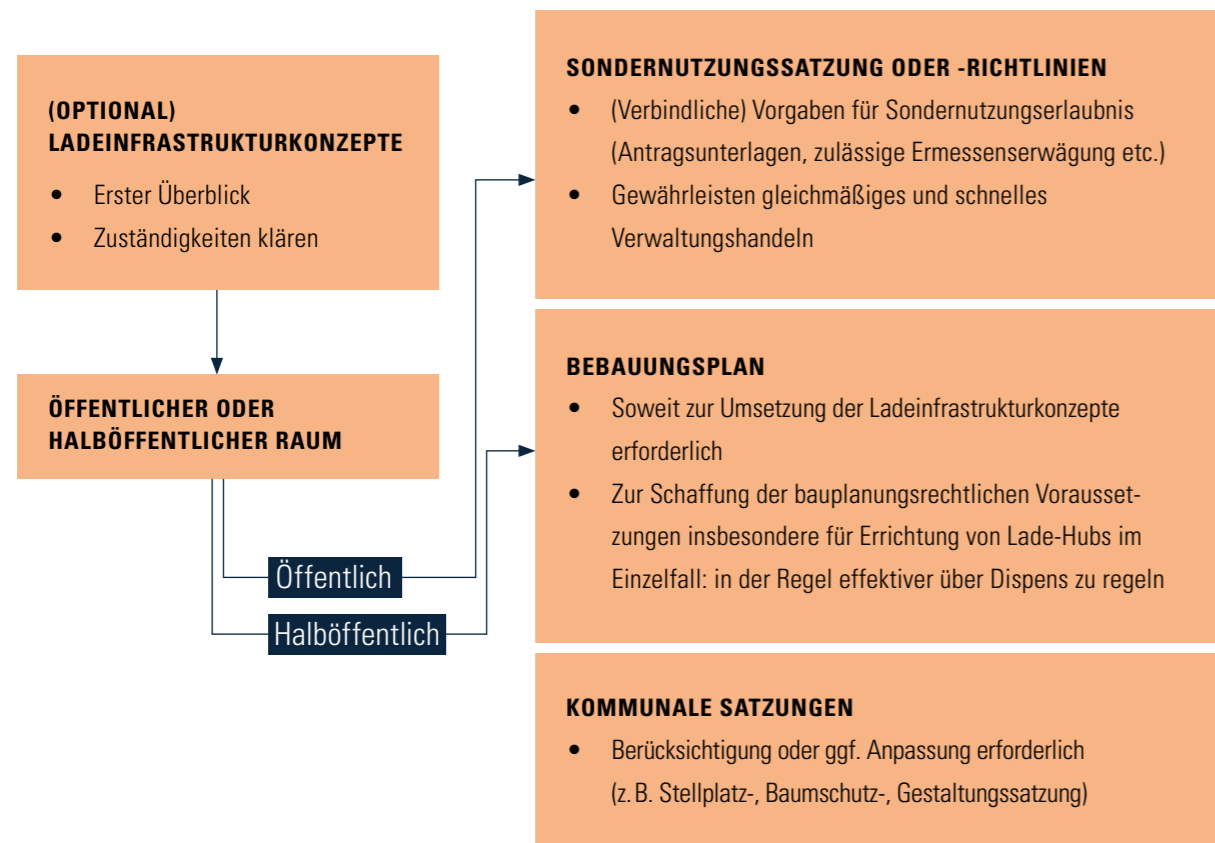 (OPTIONAL)
LADEINFRASTRUKTURKONZEPTE
• Erster Überblick
• Zuständigkeiten klären
ÖFFENTLICHER ODER
HALBÖFFENTLICHER RAUM
Öffentlich
Halböffentlich
SONDERNUTZUNGSSATZUNG ODER -RICHTLINIEN
• (Verbindliche) Vorgaben für Sondernutzungserlaubnis
(Antragsunterlagen, zulässige Ermessenserwägung etc.)
• Gewährleisten gleichmäßiges und schnelles
Verwaltungshandeln
BEBAUUNGSPLAN
• Soweit zur Umsetzung der Ladeinfrastrukturkonzepte
erforderlich
• Zur Schaffung der bauplanungsrechtlichen Vorausset-
zungen insbesondere für Errichtung von Lade-Hubs im
Einzelfall: in der Regel effektiver über Dispens zu regeln
KOMMUNALE SATZUNGEN
• Berücksichtigung oder ggf. Anpassung erforderlich
(z. B. Stellplatz-, Baumschutz-, Gestaltungssatzung)